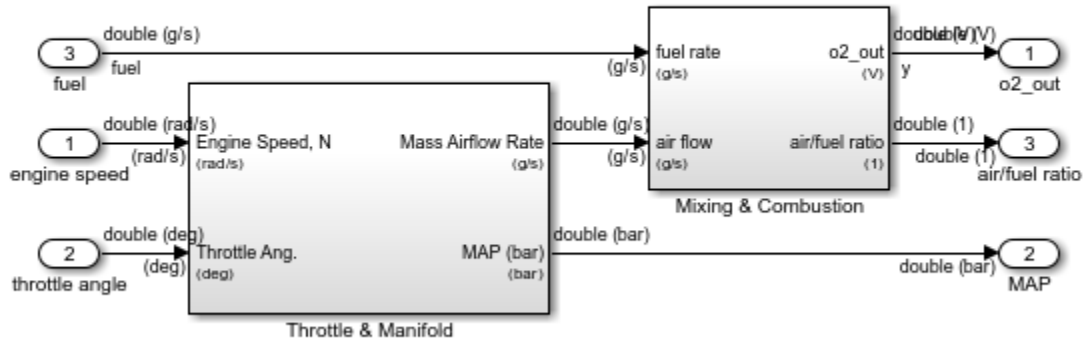 double (g/s)
3
fuel
fuel
(g/s)
fuel rate
(g/s)
o2_out
(V)
double (V)
double (V)
y
1
o2_out
double (rad/s)
1
(rad/s)
engine speed
Engine Speed, N
(rad/s)
Mass Airflow Rate
(g/s)
double (g/s)
(g/s)
air flow
(g/s)
air/fuel ratio
(1)
double (1)
double (1)
3
air/fuel ratio
Mixing & Combustion
double (deg)
2
(deg)
throttle angle
Throttle Ang.
(deg)
MAP (bar)
(bar)
double (bar)
double (bar)
2
MAP
Throttle & Manifold